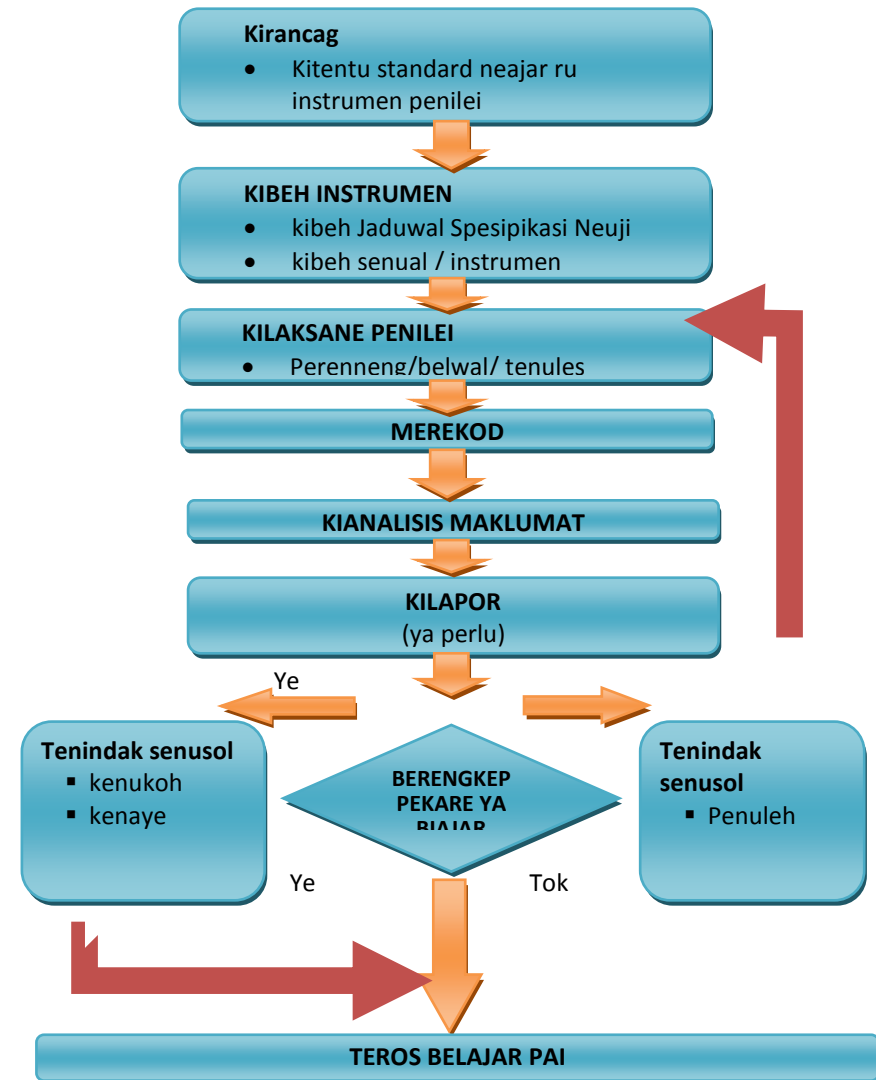 Kirancag
• Kitentu standard neajar ru
instrumen penilei
KIBEH INSTRUMEN
• kibeh Jaduwal Spesipikasi Neuji
• kibeh senual / instrumen
KILAKSANE PENILEI
• Perenneng/belwal/ tenules
MEREKOD
KIANALISIS MAKLUMAT
KILAPOR
(ya perlu)
Ye
Tenindak senusol
▪ kenukoh
▪ kenaye
BERENGKEP
PEKARE YA
BIAJAR
Tenindak
senusol
▪ Penuleh
Ye
Tok
TEROS BELAJAR PAI